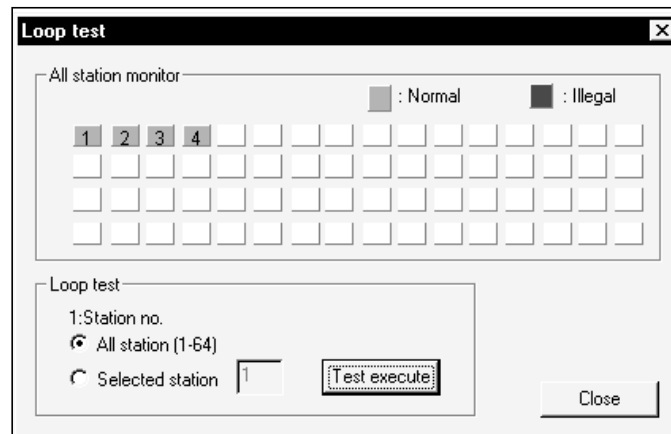 Loop test
All station monitor
: Normal : Illegal
1 2 3 4
Loop test
1:Station no.
All station (1-64)
Selected station 1 Test execute
Close